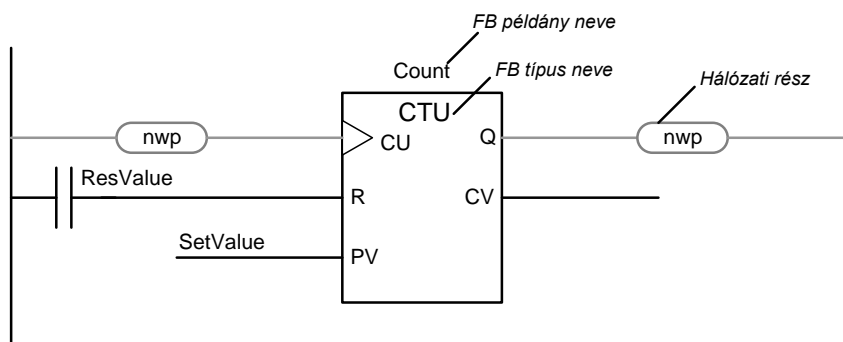 FB példány neve
Count
FB típus neve
Hálózati rész
CTU
nwp
CU
Q
nwp
ResValue
R
CV
SetValue
PV